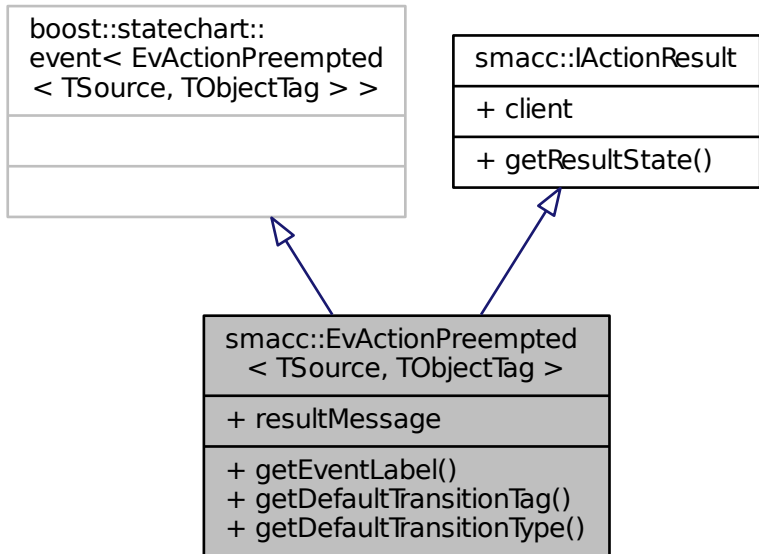 boost::statechart::
event< EvActionPreempted
< TSource, TObjectTag > >
smacc::IActionResult
+ client
+ getResultState()
smacc::EvActionPreempted
< TSource, TObjectTag >
+ resultMessage
+ getEventLabel()
+ getDefaultTransitionTag()
+ getDefaultTransitionType()